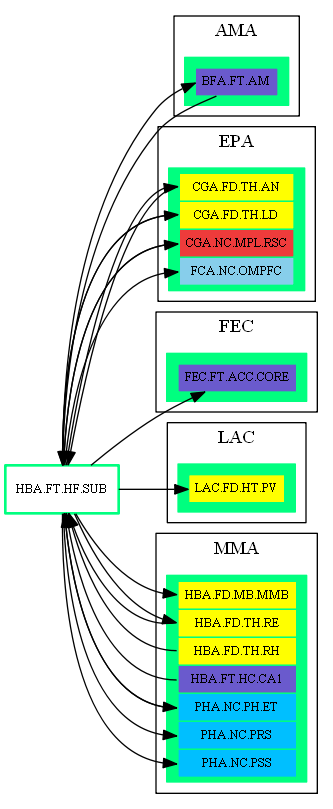 AMA
BFA.FT.AM
EPA
CGA.FD.TH.AN
CGA.FD.TH.LD
CGA.NC.MPL.RSC
FCA.NC.OMPFC
FEC
FEC.FT.ACC.CORE
LAC
HBA.FT.HF.SUB
LAC.FD.HT.PV
MMA
HBA.FD.MB.MMB
HBA.FD.TH.RE
HBA.FD.TH.RH
HBA.FT.HC.CA1
PHA.NC.PH.ET
PHA.NC.PRS
PHA.NC.PSS